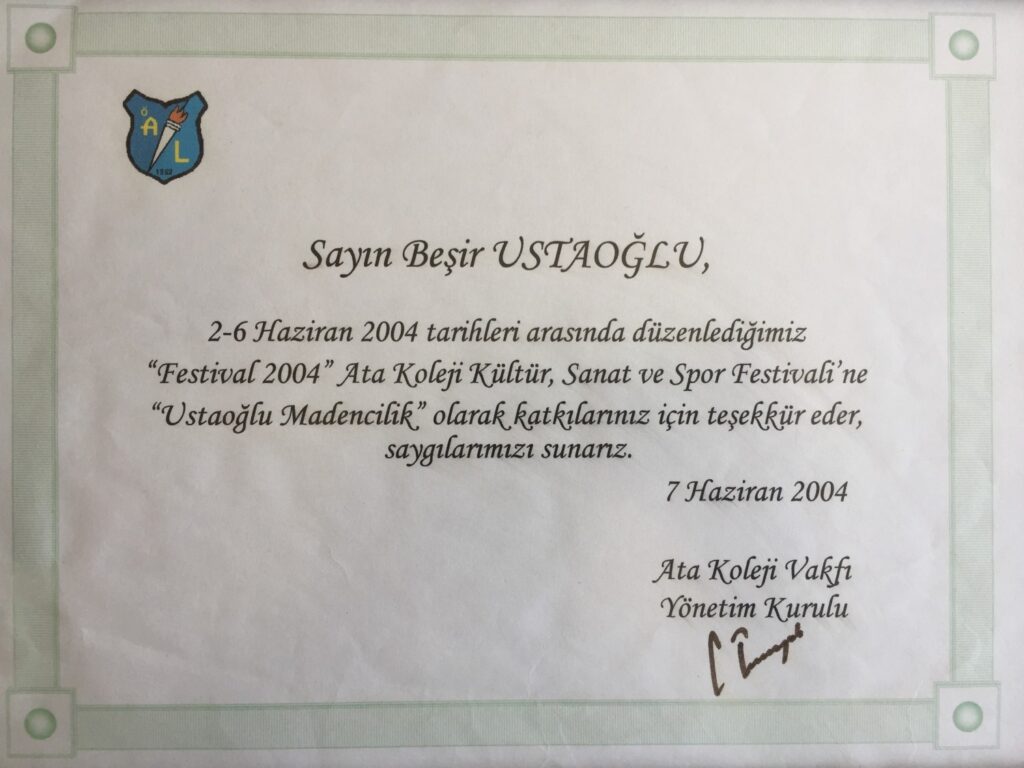 Ö
A
L
Sayın Beşir USTAOĞLU,
2-6 Haziran 2004 tarihleri arasında düzenlediğimiz
“Festival 2004” Ata Koleji Kültür, Sanat ve Spor Festivali’ne
“Ustaoğlu Madencilik” olarak katkılarınız için teşekkür eder,
saygılarımızı sunarız.
7 Haziran 2004
Ata Koleji Vakfı
Yönetim Kurulu